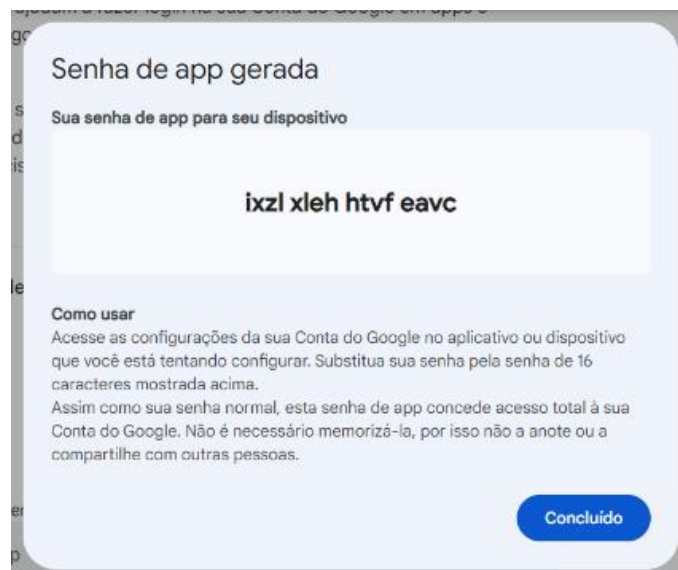 Senha de app gerada
Sua senha de app para seu dispositivo
ixzl xleh htvf eavc
Como usar
Acesse as configurações da sua Conta do Google no aplicativo ou dispositivo
que você está tentando configurar. Substitua sua senha pela senha de 16
caracteres mostrada acima.
Assim como sua senha normal, esta senha de app concede acesso total à sua
Conta do Google. Não é necessário memorizá-la, por isso não a anote ou a
compartilhe com outras pessoas.
Concluído